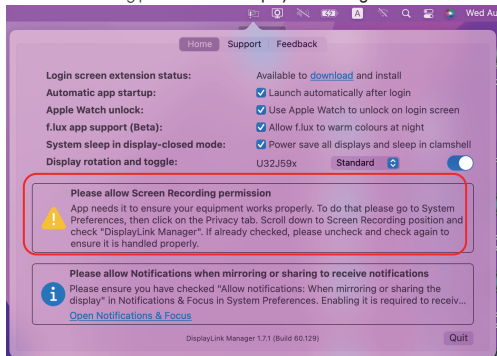 Wed Au
Home Support Feedback
Login screen extension status: Available to download and install
Automatic app startup: Launch automatically after login
Apple Watch unlock: Use Apple Watch to unlock on login screen
f.lux app support (Beta): Allow f.lux to warm colours at night
System sleep in display-closed mode: Power save all displays and sleep in clamshell
Display rotation and toggle: U32J59x Standard
Please allow Screen Recording permission
App needs it to ensure your equipment works properly. To do that please go to System
Preferences, then click on the Privacy tab. Scroll down to Screen Recording position and
check "DisplayLink Manager". If already checked, please uncheck and check again to
ensure it is handled properly.
Please allow Notifications when mirroring or sharing to receive notifications
Please ensure you have checked "Allow notifications: When mirroring or sharing the
display" in Notifications & Focus in System Preferences. Enabling it is required to receiv...
Open Notifications & Focus
DisplayLink Manager 1.7.1 (Build 60.129)
Quit